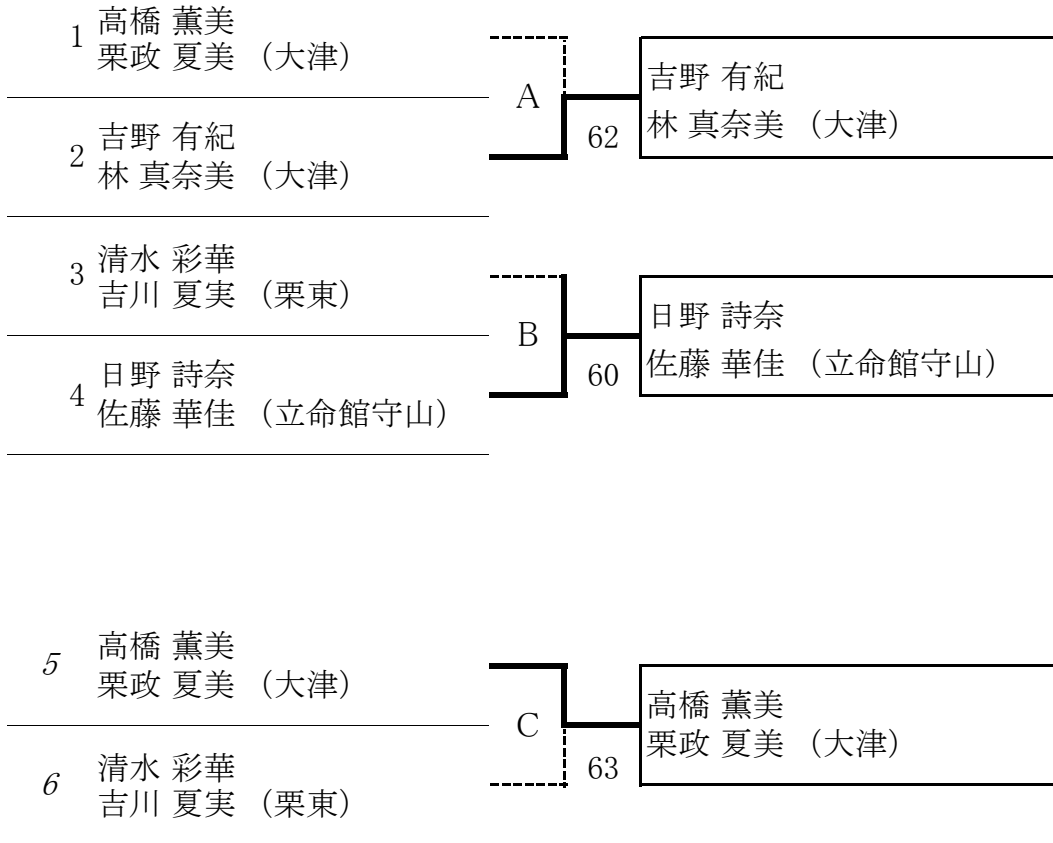 1 高橋 薫美
栗政 夏美 （大津）
A
吉野 有紀
林 真奈美 （大津）
62
2 吉野 有紀
林 真奈美 （大津）
3 清水 彩華
吉川 夏実 （栗東）
B
日野 詩奈
佐藤 華佳 （立命館守山）
60
4 日野 詩奈
佐藤 華佳 （立命館守山）
5 高橋 薫美
栗政 夏美 （大津）
C
高橋 薫美
栗政 夏美 （大津）
63
6 清水 彩華
吉川 夏実 （栗東）